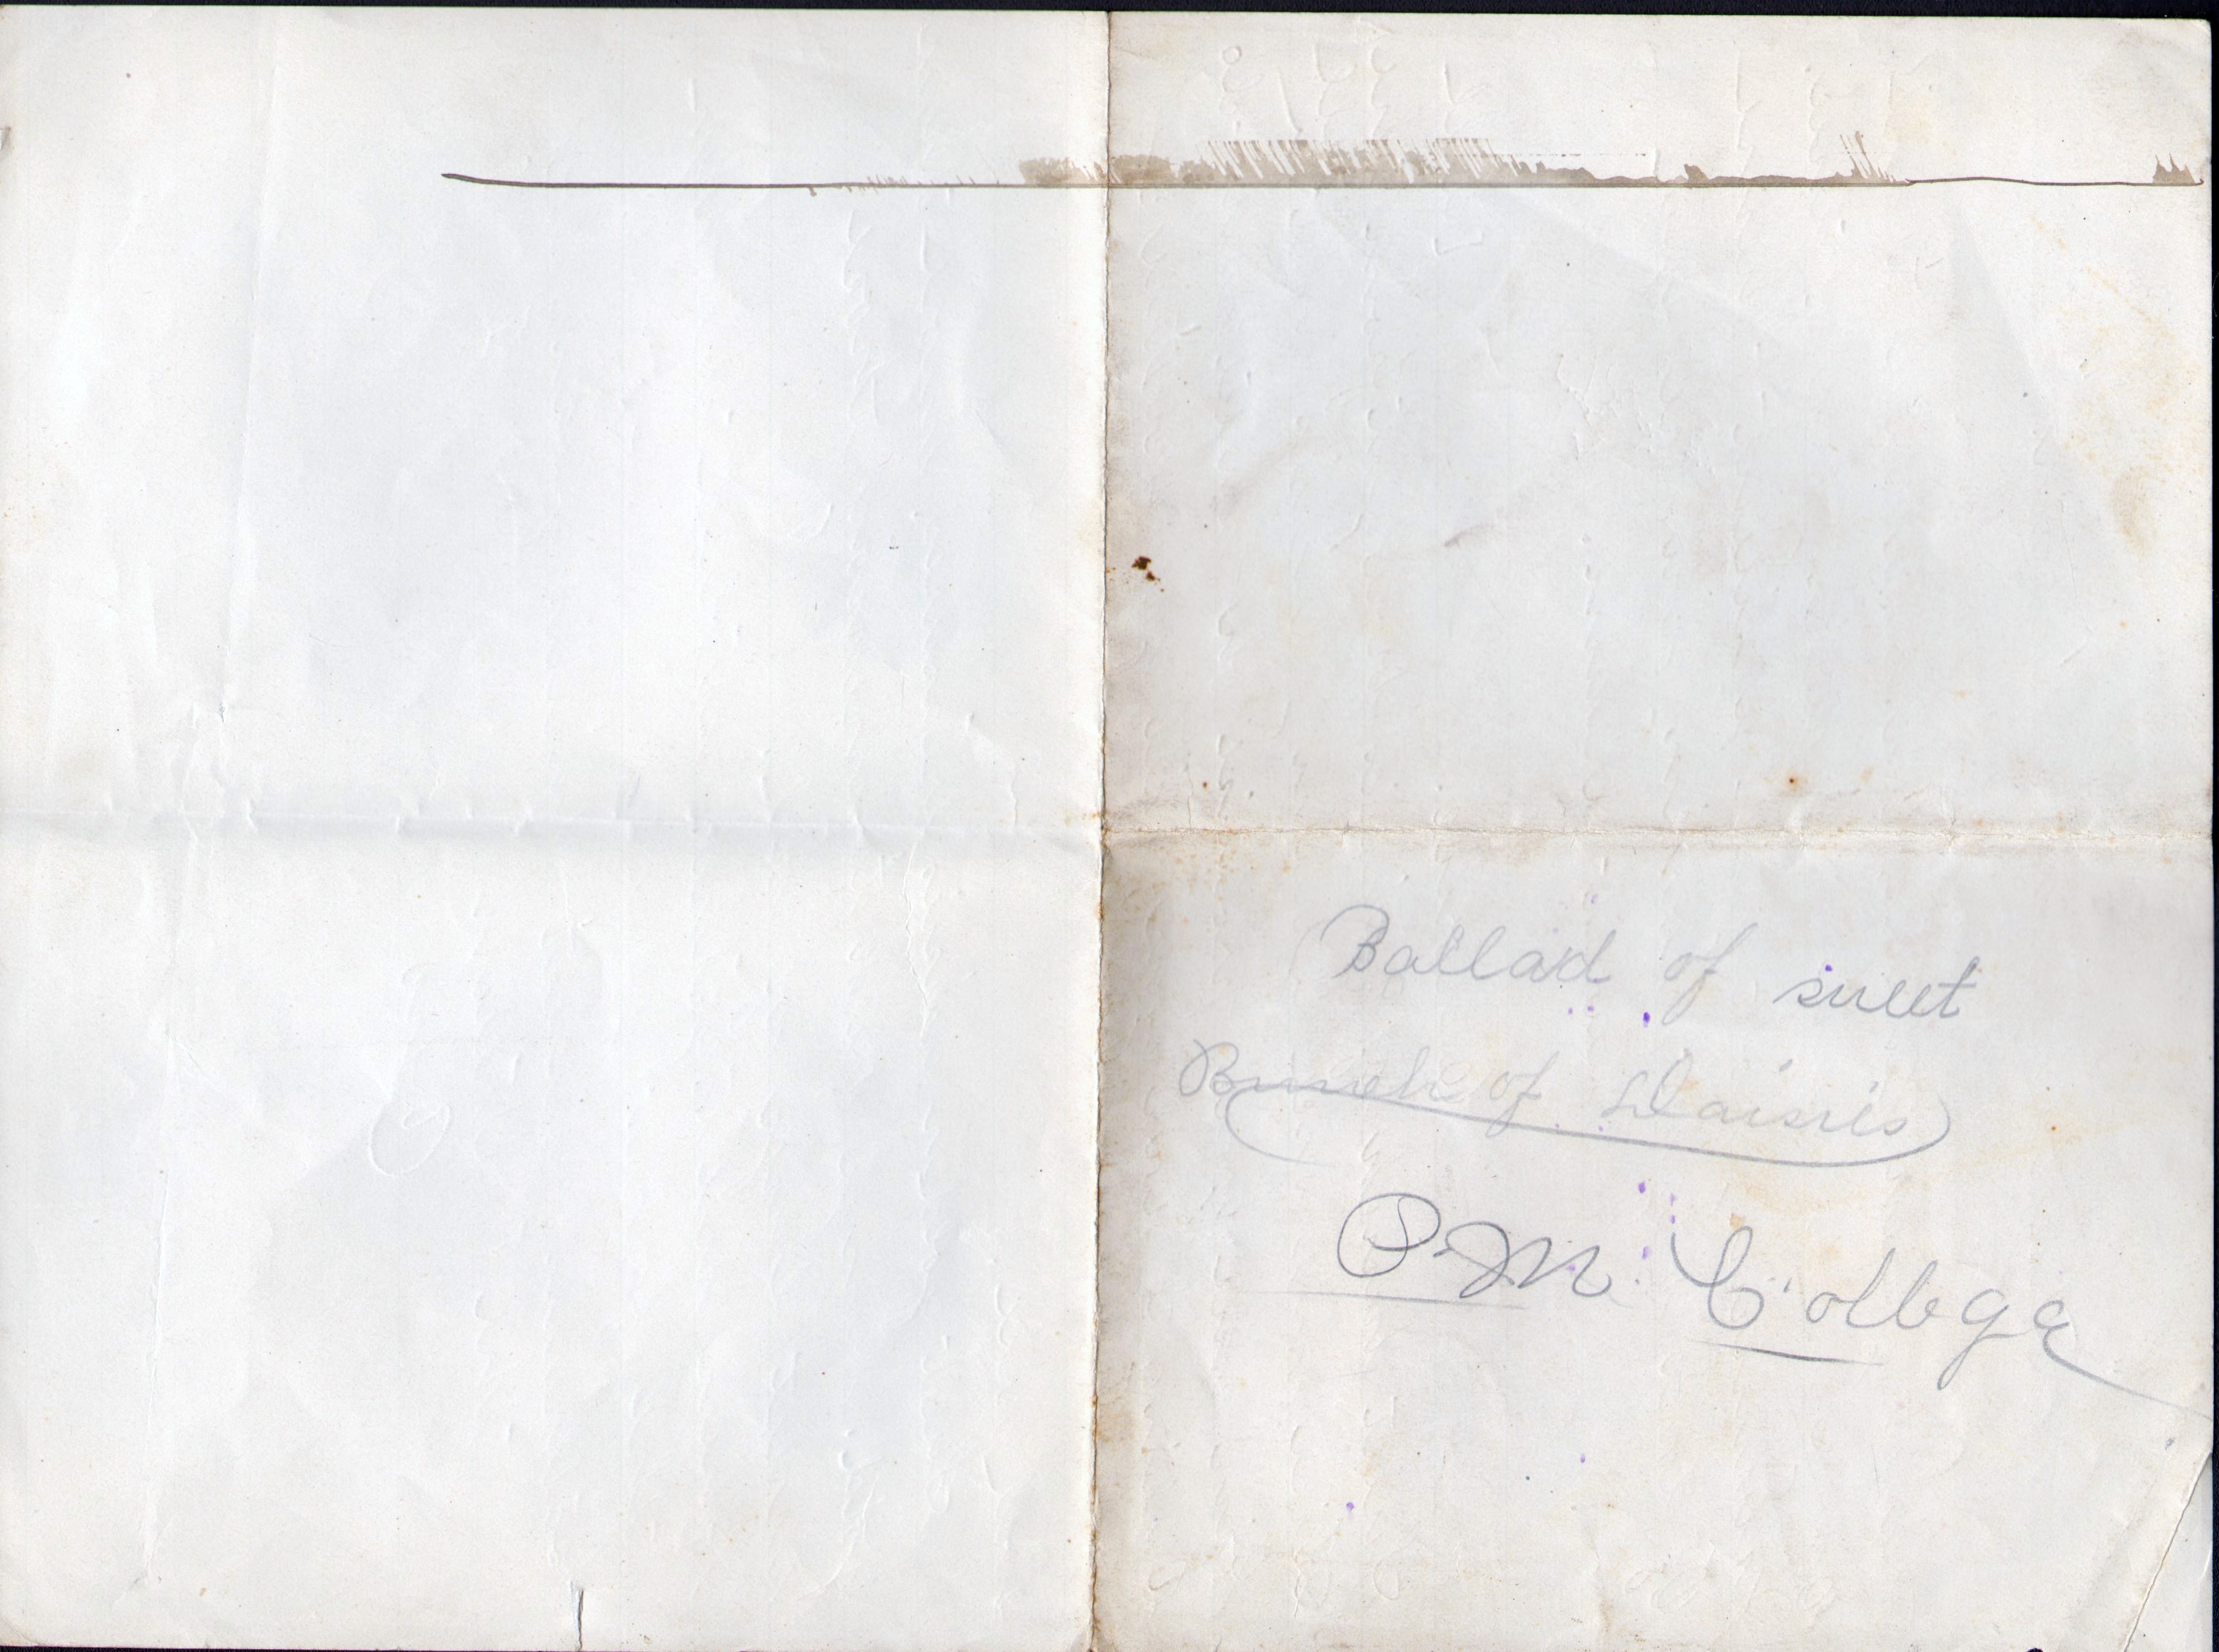 Ballad of sweet
Bunch of Daisies
P. M. Colbga